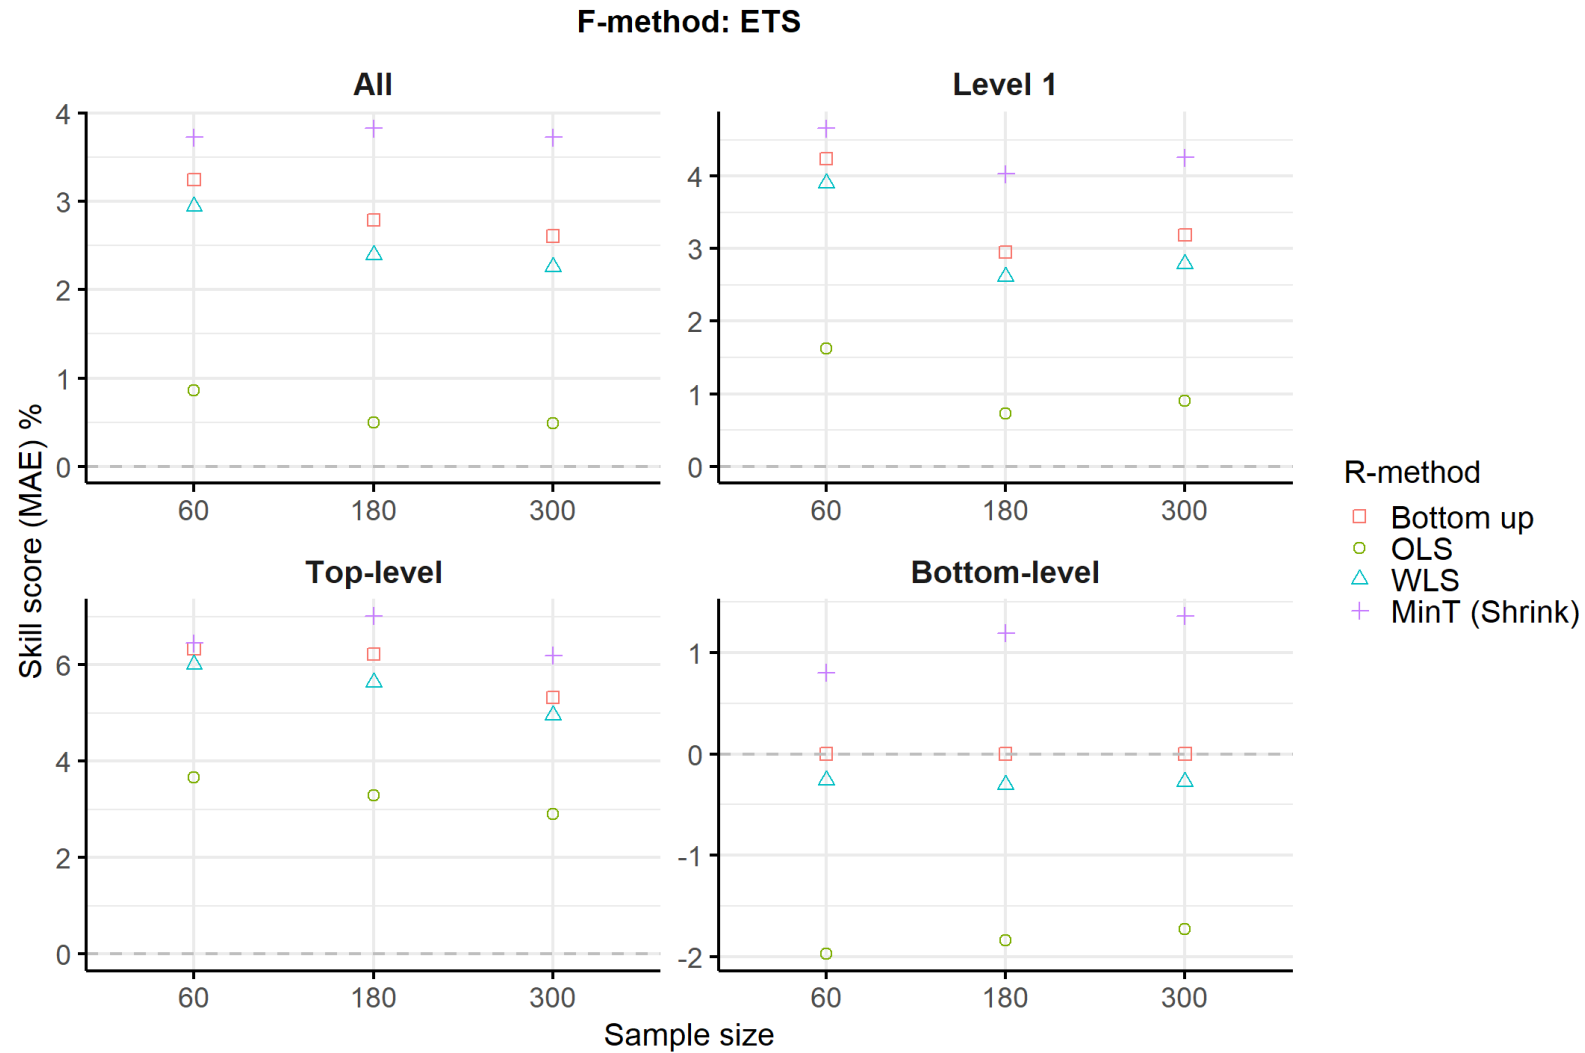 F-method: ETS
All
4
3
2
1
0
60 180 300
Level 1
4
3
2
1
0
60 180 300
Skill score (MAE) %
Top-level
6
4
2
0
60 180 300
Bottom-level
1
0
-1
-2
60 180 300
Sample size
R-method
Bottom up
OLS
WLS
MinT (Shrink)